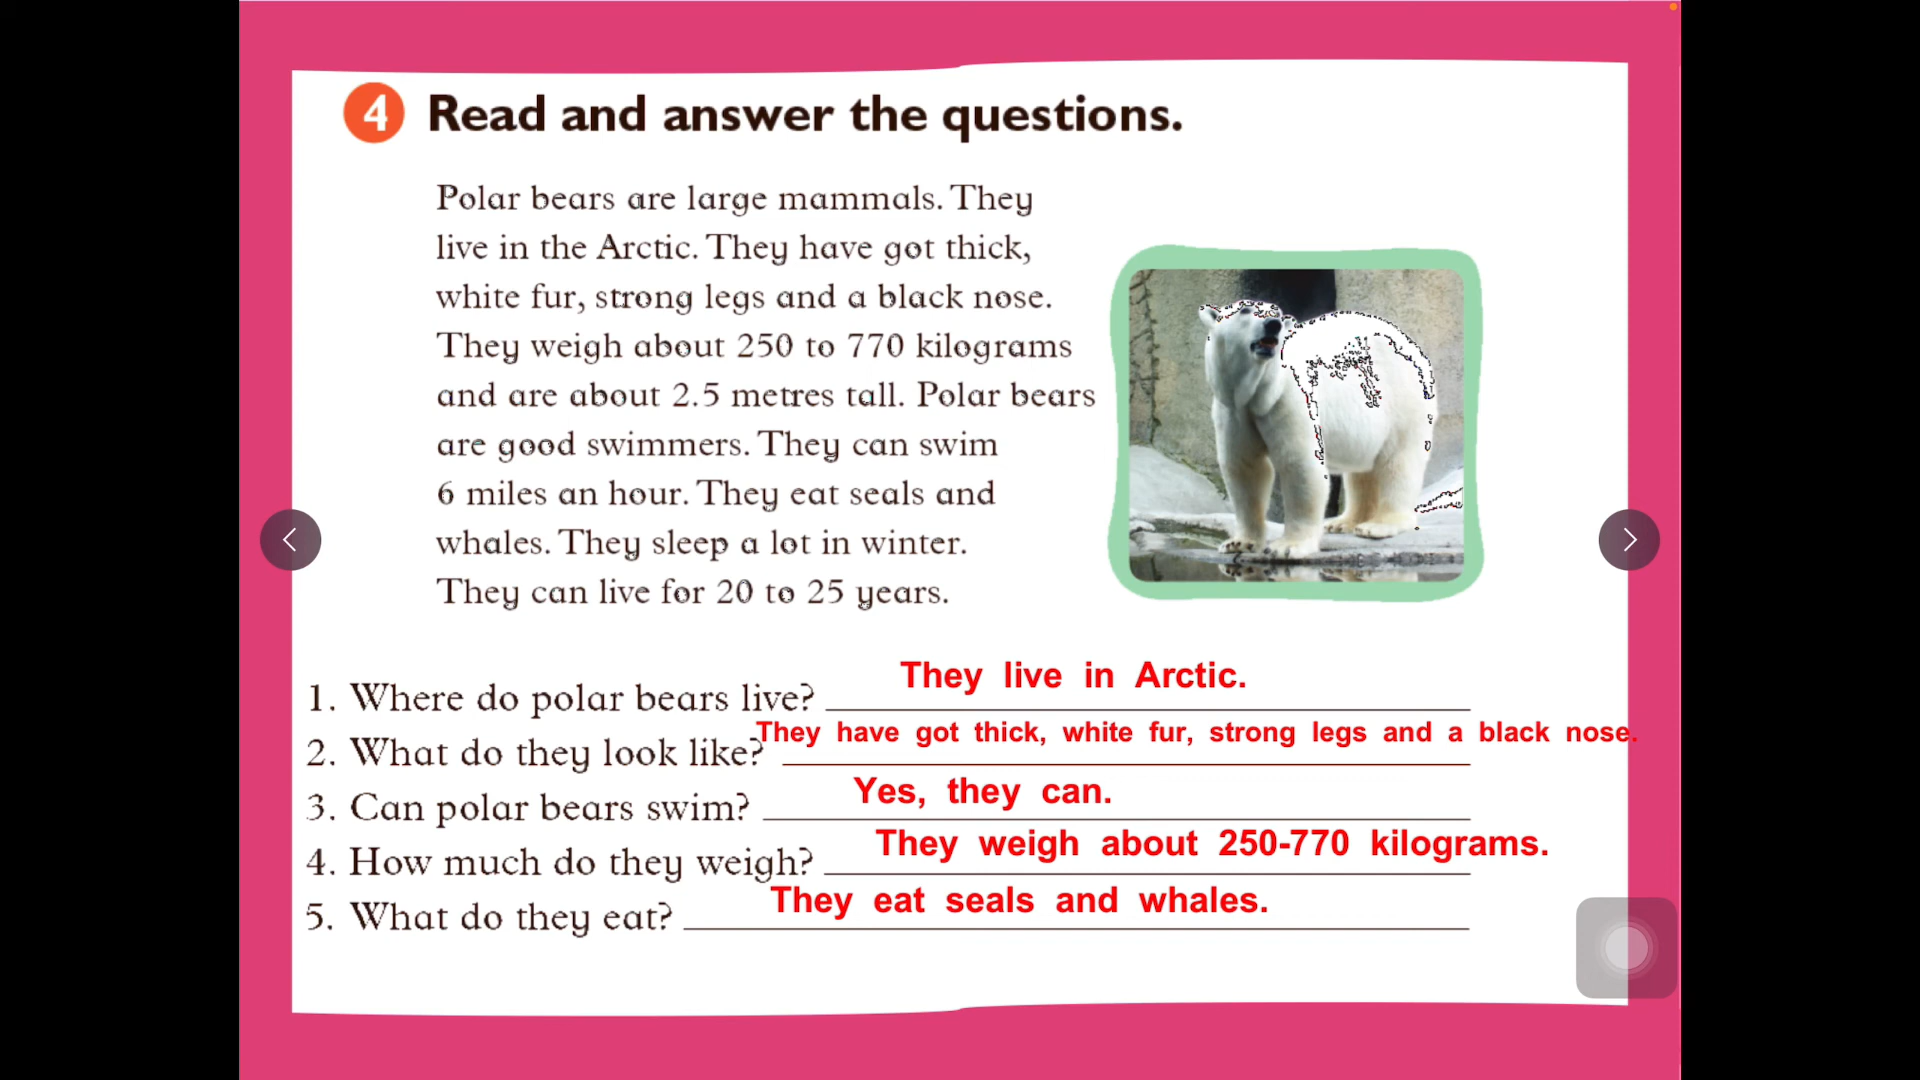 4 Read and answer the questions.
Polar bears are large mammals. They
live in the Arctic. They have got thick,
white fur, strong legs and a black nose.
They weigh about 250 to 770 kilograms
and are about 2.5 metres tall. Polar bears
are good swimmers. They can swim
6 miles an hour. They eat seals and
whales. They sleep a lot in winter.
They can live for 20 to 25 years.
1. Where do polar bears live? They live in Arctic.
2. What do they look like? They have got thick, white fur, strong legs and a black nose.
3. Can polar bears swim? Yes, they can.
4. How much do they weigh? They weigh about 250-770 kilograms.
5. What do they eat? They eat seals and whales.